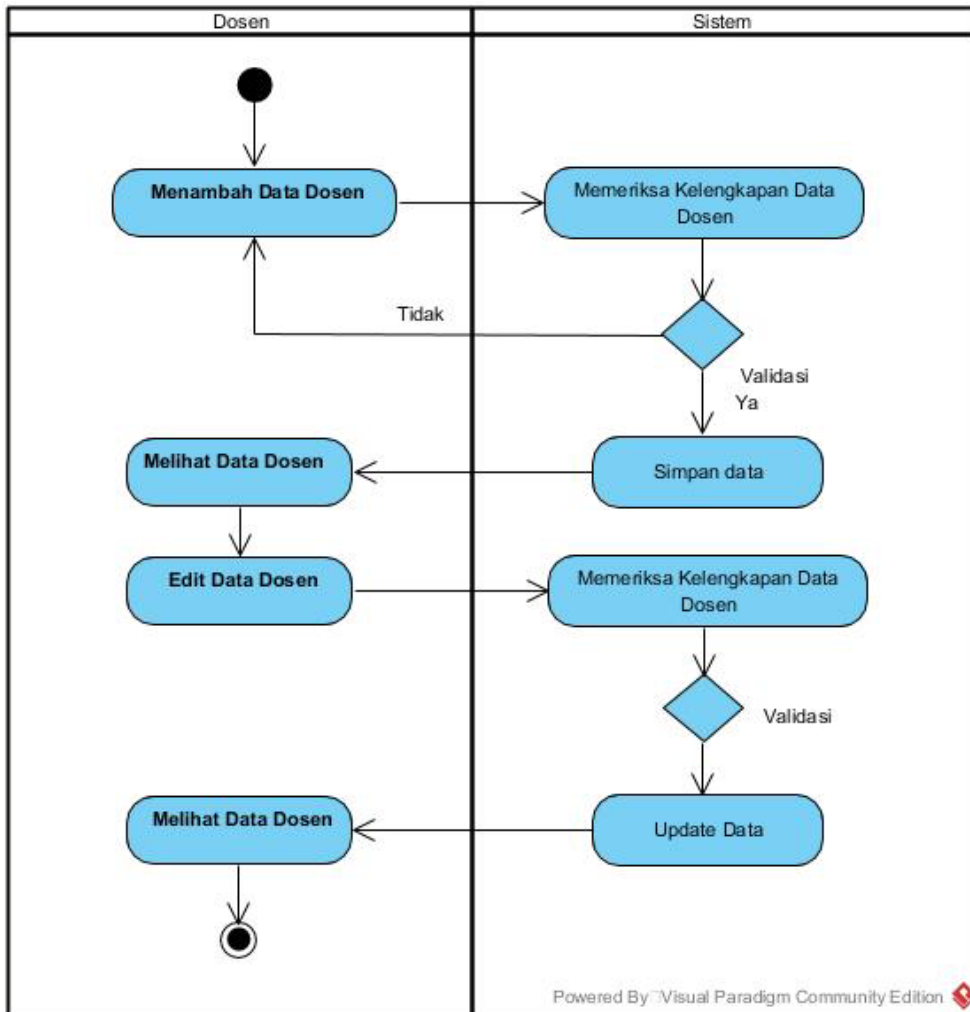 Dosen
Sistem
Menambah Data Dosen
Memeriksa Kelengkapan Data
Dosen
Tidak
Validasi
Ya
Melihat Data Dosen
Simpan data
Edit Data Dosen
Memeriksa Kelengkapan Data
Dosen
Validasi
Melihat Data Dosen
Update Data
Powered By Visual Paradigm Community Edition